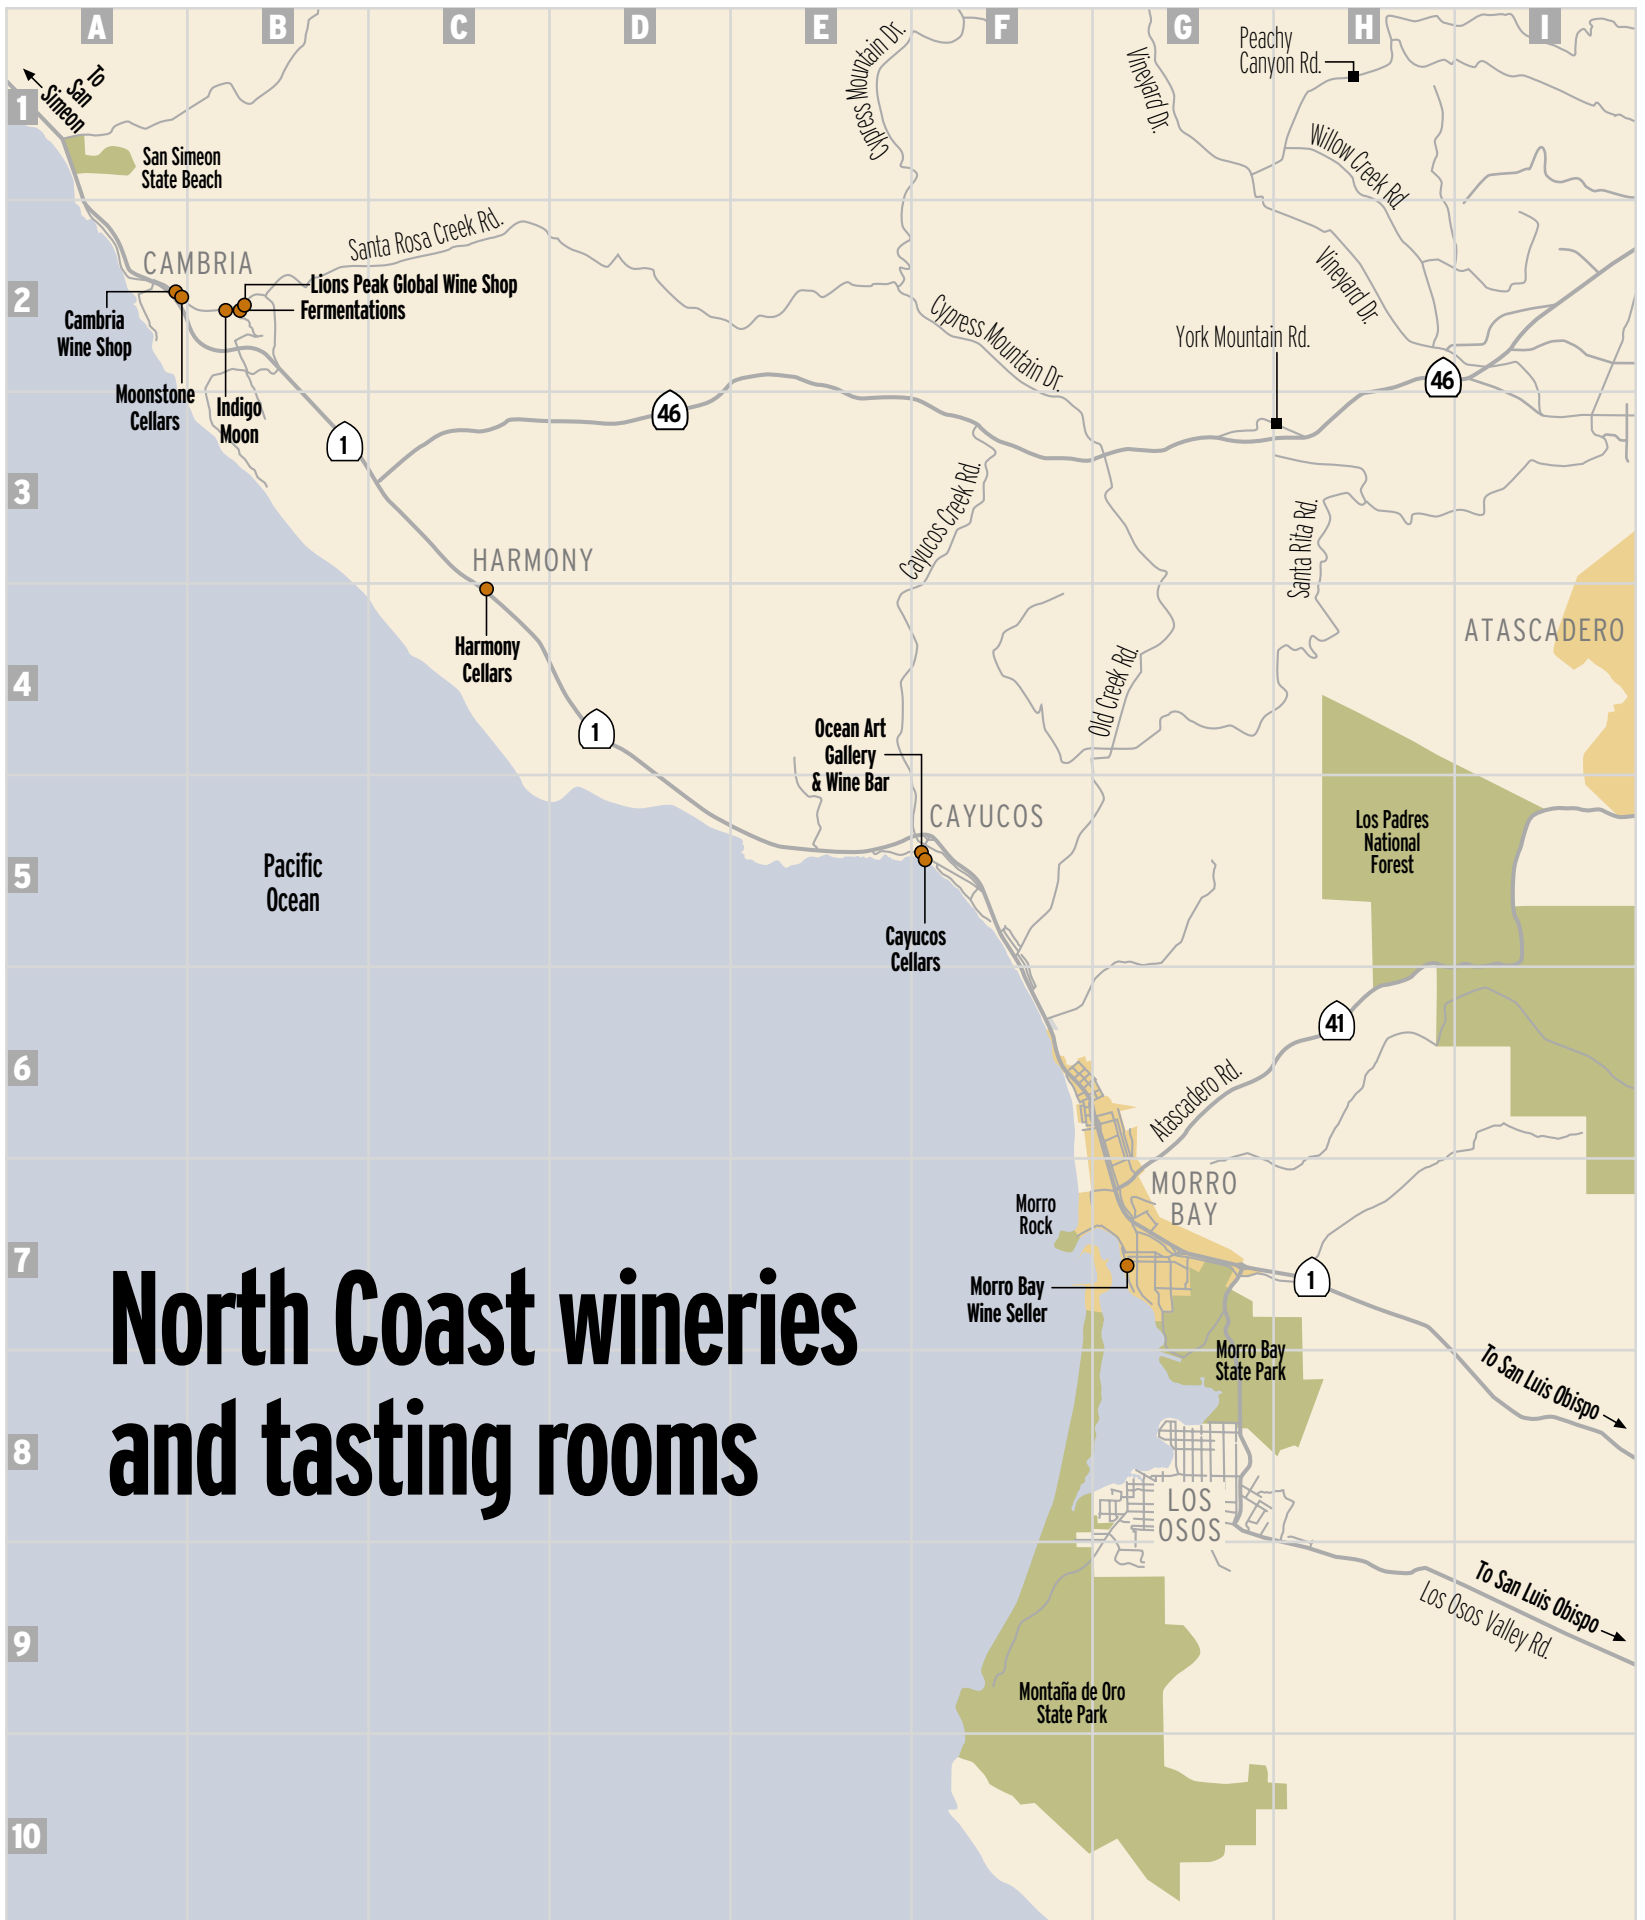 A
B
C
D
E
F
G
H
I
1
2
3
4
5
6
7
8
9
10
To
San
Simeon
San Simeon
State Beach
Cypress Mountain Dr.
Cypress Mountain Dr.
Vineyard Dr.
Peachy
Canyon Rd.
Willow Creek Rd.
CAMBRIA
Santa Rosa Creek Rd.
Lions Peak Global Wine Shop
Fermentations
Cambria
Wine Shop
Moonstone
Cellars
Indigo
Moon
Cypress Mountain Dr.
Vineyard Dr.
York Mountain Rd.
46
46
1
Cayucos Creek Rd.
Santa Rita Rd.
HARMONY
Harmony
Cellars
ATASCADERO
Old Creek Rd.
1
Ocean Art
Gallery
& Wine Bar
CAYUCOS
Los Padres
National
Forest
Pacific
Ocean
Cayucos
Cellars
41
Atascadero Rd.
MORRO
BAY
Morro
Rock
Morro Bay
Wine Seller
1
North Coast wineries
and tasting rooms
Morro Bay
State Park
To San Luis Obispo
LOS
OSOS
To San Luis Obispo
Los Osos Valley Rd.
Montaña de Oro
State Park